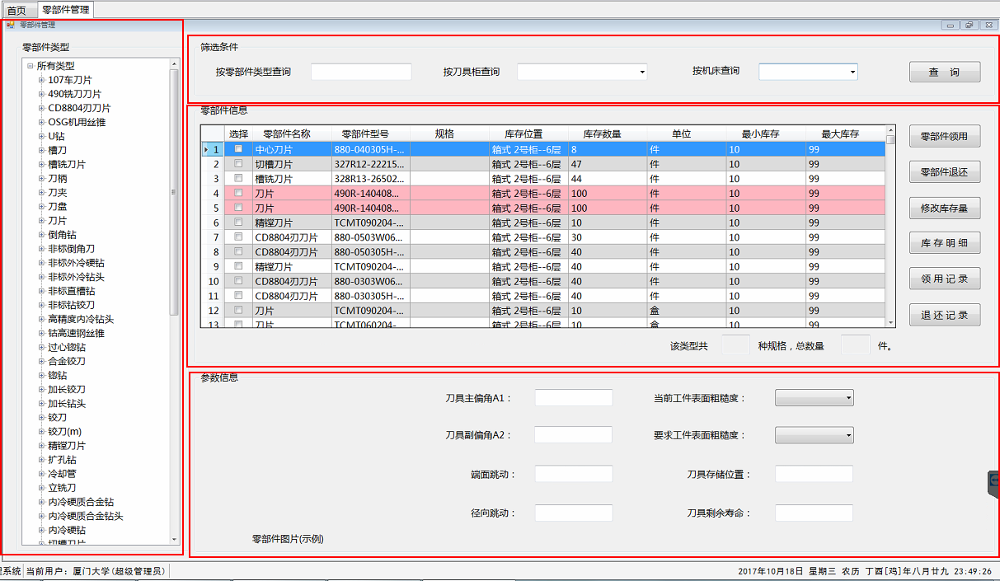 首页 零部件管理
零部件管理
零部件类型
所有类型
107车刀片
490铣刀刀片
CD8804刃刀片
OSG机用丝锥
U钻
槽刀
槽铣刀片
刀柄
刀夹
刀盘
刀片
倒角钻
非标倒角刀
非标外冷硬钻
非标外冷钻头
非标直槽钻
非标钻铰刀
高精度内冷钻头
钴高速钢丝锥
过心锪钻
合金铰刀
锪钻
加长铰刀
加长钻头
铰刀
铰刀(m)
精镗刀片
扩孔钻
冷却管
立铣刀
内冷硬质合金钻
内冷硬质合金钻头
内冷硬钻
切槽刀片
筛选条件
按零部件类型查询 按刀具柜查询 按机床查询 查 询
零部件信息
选择 零部件名称 零部件型号 规格 库存位置 库存数量 单位 最小库存 最大库存
1 中心刀片 880-040305H-... 箱式 2号柜--6层 8 件 10 99
2 切槽刀片 327R12-22215... 箱式 2号柜--6层 47 件 10 99
3 槽铣刀片 328R13-26502... 箱式 2号柜--6层 44 件 10 99
4 刀片 490R-140408... 箱式 2号柜--6层 100 件 10 99
5 刀片 490R-140408... 箱式 2号柜--6层 100 件 10 99
6 精镗刀片 TCMT090204-... 箱式 2号柜--6层 10 件 10 99
7 CD8804刃刀片 880-0503W06... 箱式 2号柜--6层 30 件 10 99
8 CD8804刃刀片 880-050305H-... 箱式 2号柜--6层 40 件 10 99
9 精镗刀片 TCMT090204-... 箱式 2号柜--6层 40 件 10 99
10 CD8804刃刀片 880-0303W06... 箱式 2号柜--6层 40 件 10 99
11 CD8804刃刀片 880-030305H-... 箱式 2号柜--6层 40 件 10 99
12 刀片 TCMT090204-... 箱式 2号柜--6层 10 盒 10 99
13 刀片 TCMT060204-... 箱式 2号柜--6层 10 盒 10 99
零部件领用
零部件退还
修改库存量
库 存 明 细
领 用 记 录
退 还 记 录
该类型共 种规格，总数量 件。
参数信息
刀具主偏角A1： 当前工件表面粗糙度：
刀具副偏角A2： 要求工件表面粗糙度：
端面跳动： 刀具存储位置：
径向跳动： 刀具剩余寿命：
零部件图片(示例)
系统 当前用户：厦门大学(超级管理员) 2017年10月18日 星期三 农历 丁酉[鸡]年八月廿九 23:49:26